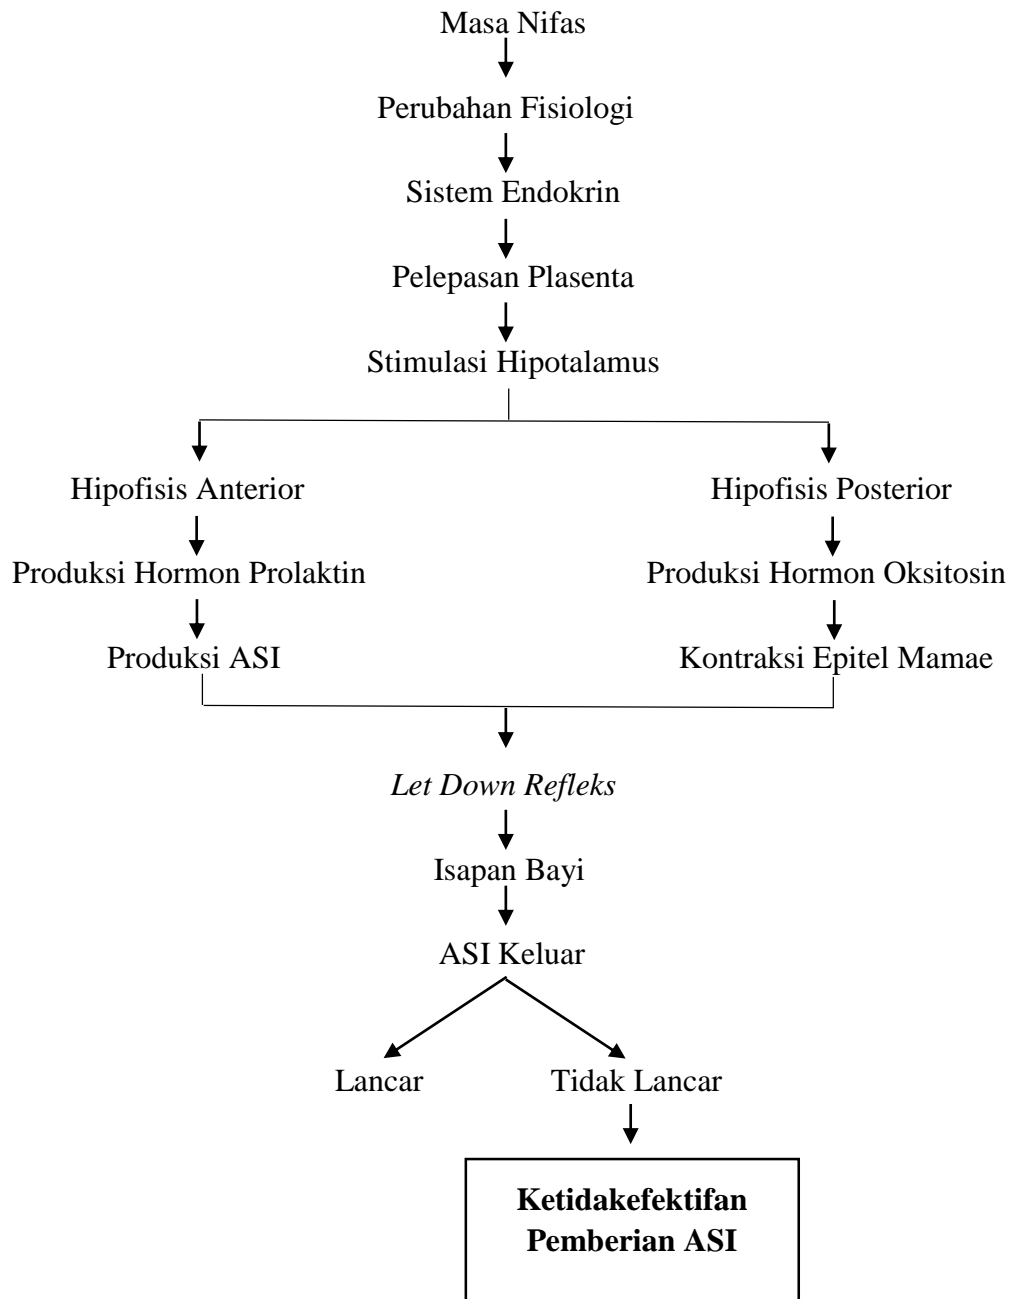 Masa Nifas
Perubahan Fisiologi
Sistem Endokrin
Pelepasan Plasenta
Stimulasi Hipotalamus
Hipofisis Anterior
Hipofisis Posterior
Produksi Hormon Prolaktin
Produksi Hormon Oksitosin
Produksi ASI
Kontraksi Epitel Mamae
Let Down Refleks
Isapan Bayi
ASI Keluar
Lancar
Tidak Lancar
Ketidakefektifan
Pemberian ASI